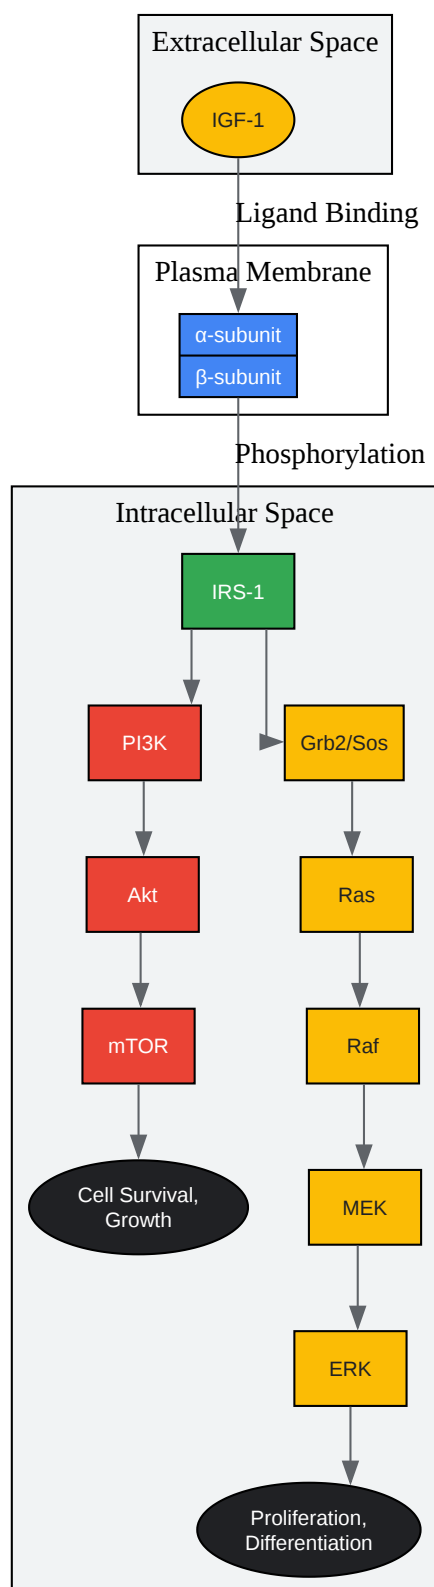 Extracellular Space
IGF-1
Ligand Binding
Plasma Membrane
α-subunit
β-subunit
Phosphorylation
Intracellular Space
IRS-1
PI3K
Grb2/Sos
Akt
Ras
mTOR
Raf
Cell Survival,
Growth
MEK
ERK
Proliferation,
Differentiation